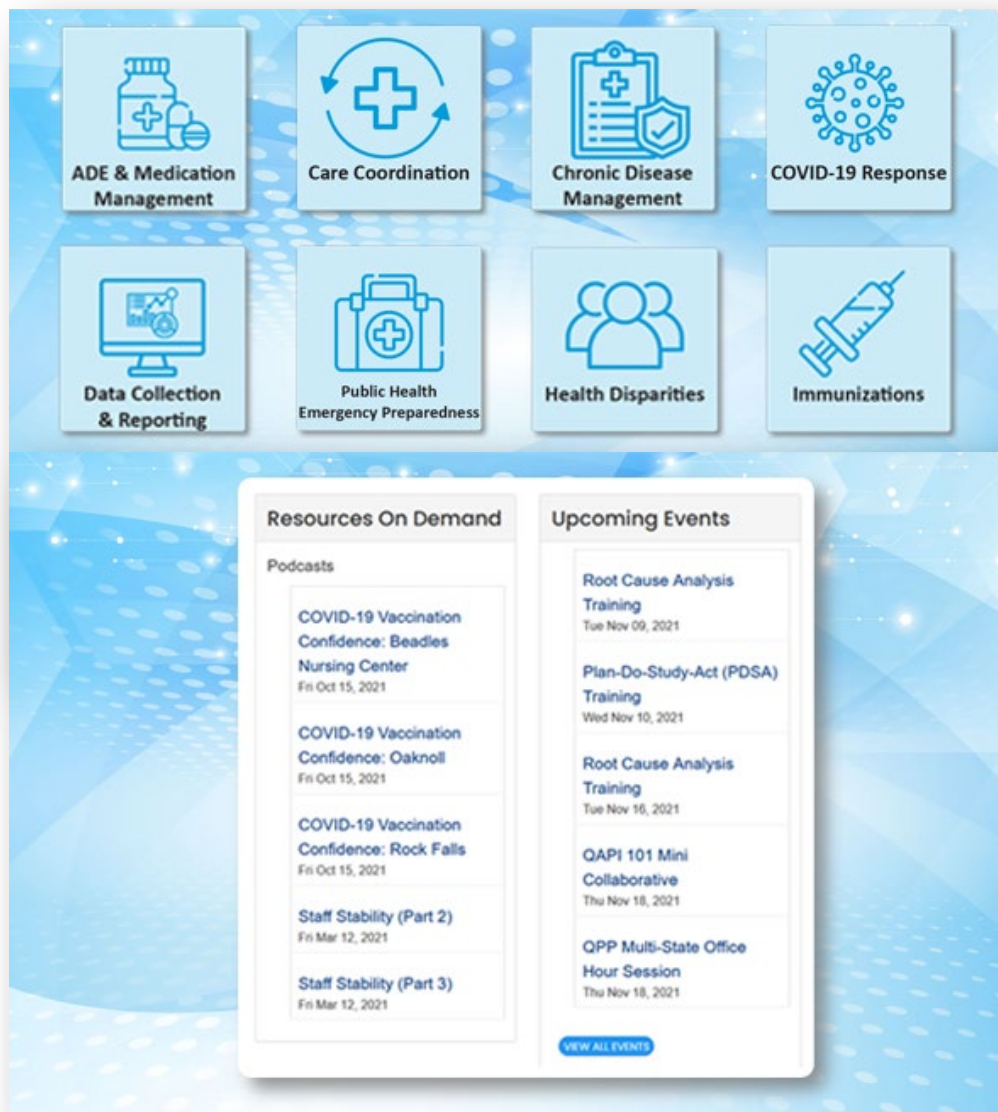 ADE & Medication
Management
Care Coordination
Chronic Disease
Management
COVID-19 Response
Data Collection
& Reporting
Public Health
Emergency Preparedness
Health Disparities
Immunizations
Resources On Demand
Podcasts
COVID-19 Vaccination
Confidence: Beadles
Nursing Center
Fri Oct 15, 2021
COVID-19 Vaccination
Confidence: Oaknoll
Fri Oct 15, 2021
COVID-19 Vaccination
Confidence: Rock Falls
Fri Oct 15, 2021
Staff Stability (Part 2)
Fri Mar 12, 2021
Staff Stability (Part 3)
Fri Mar 12, 2021
Upcoming Events
Root Cause Analysis
Training
Tue Nov 09, 2021
Plan-Do-Study-Act (PDSA)
Training
Wed Nov 10, 2021
Root Cause Analysis
Training
Tue Nov 16, 2021
QAPI 101 Mini
Collaborative
Thu Nov 18, 2021
QPP Multi-State Office
Hour Session
Thu Nov 18, 2021
VIEW ALL EVENTS